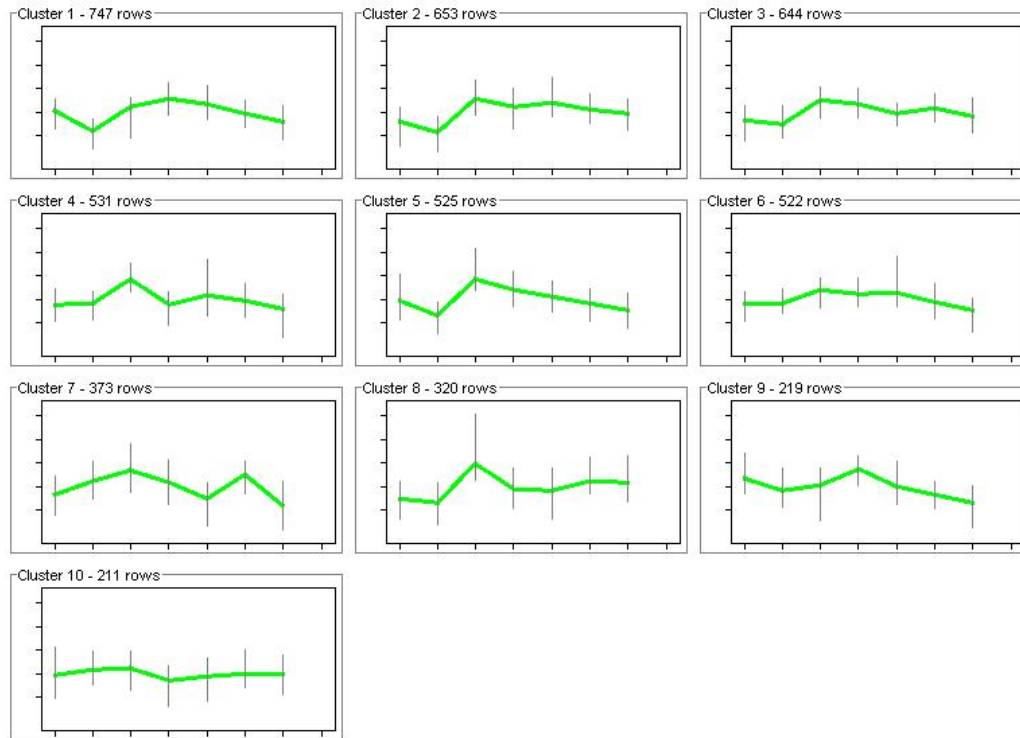 Cluster 1 - 747 rows
Cluster 2 - 653 rows
Cluster 3 - 644 rows
Cluster 4 - 531 rows
Cluster 5 - 525 rows
Cluster 6 - 522 rows
Cluster 7 - 373 rows
Cluster 8 - 320 rows
Cluster 9 - 219 rows
Cluster 10 - 211 rows